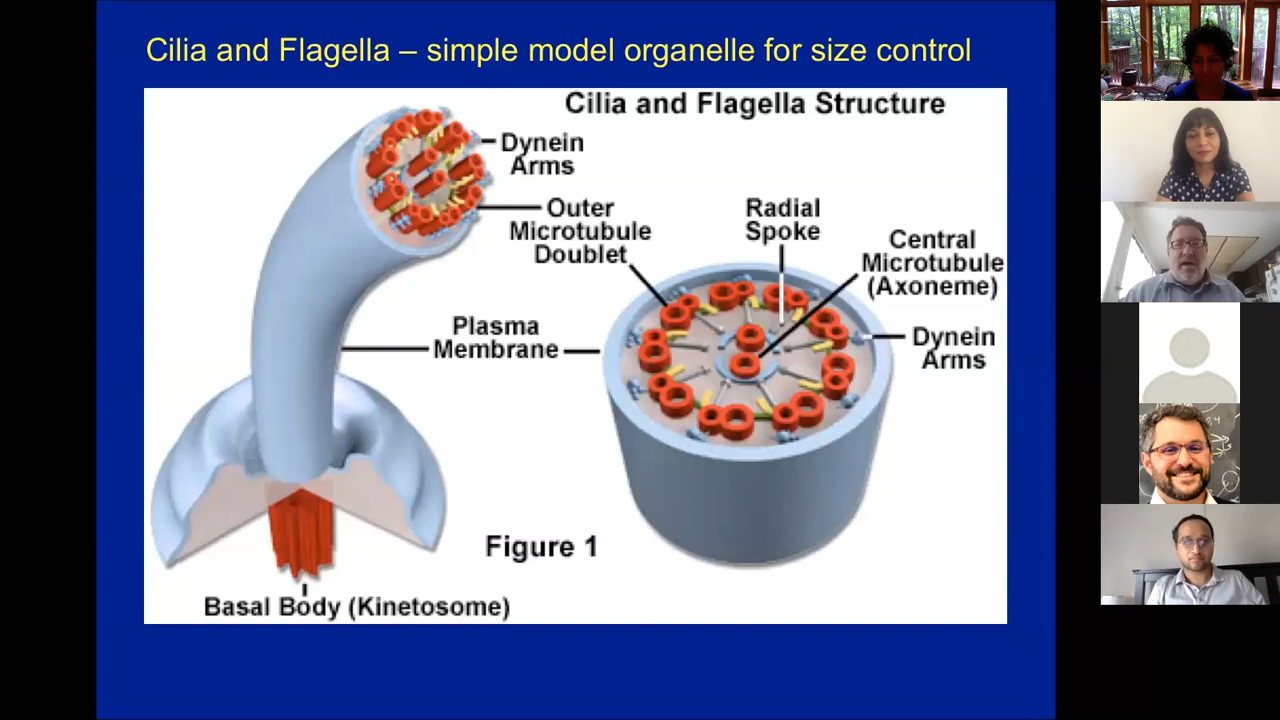 Cilia and Flagella – simple model organelle for size control
Cilia and Flagella Structure
Dynein
Arms
Outer
Microtubule
Doublet
Radial
Spoke
Central
Microtubule
(Axoneme)
Plasma
Membrane
Dynein
Arms
Figure 1
Basal Body (Kinetosome)